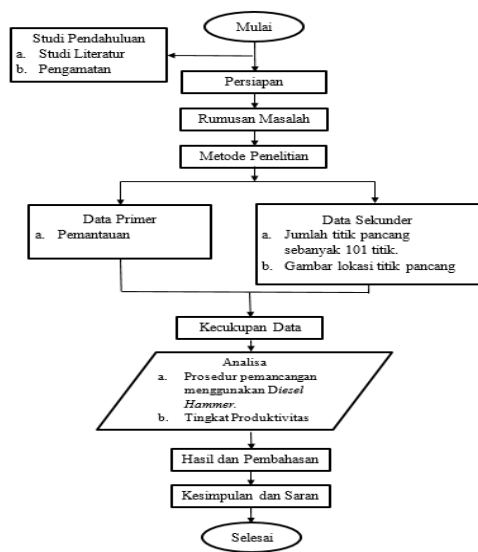 Mulai
Studi Pendahuluan
a. Studi Literatur
b. Pengamatan
Persiapan
Rumusan Masalah
Metode Penelitian
Data Primer
a. Pemantauan
Data Sekunder
a. Jumlah titik pancang
sebanyak 101 titik.
b. Gambar lokasi titik pancang
Kecukupan Data
Analisa
a. Prosedur pemancangan
menggunakan Diesel
Hammer.
b. Tingkat Produktivitas
Hasil dan Pembahasan
Kesimpulan dan Saran
Selesai